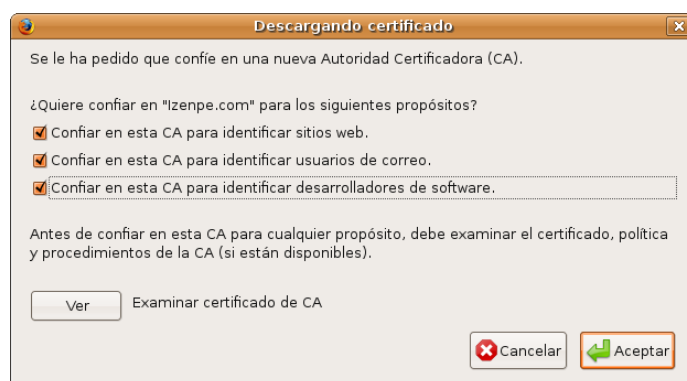 Descargando certificado
Se le ha pedido que confíe en una nueva Autoridad Certificadora (CA).
¿Quiere confiar en "Izenpe.com" para los siguientes propósitos?
Confiar en esta CA para identificar sitios web.
Confiar en esta CA para identificar usuarios de correo.
Confiar en esta CA para identificar desarrolladores de software.
Antes de confiar en esta CA para cualquier propósito, debe examinar el certificado, política
y procedimientos de la CA (si están disponibles).
Ver Examinar certificado de CA
Cancelar Aceptar